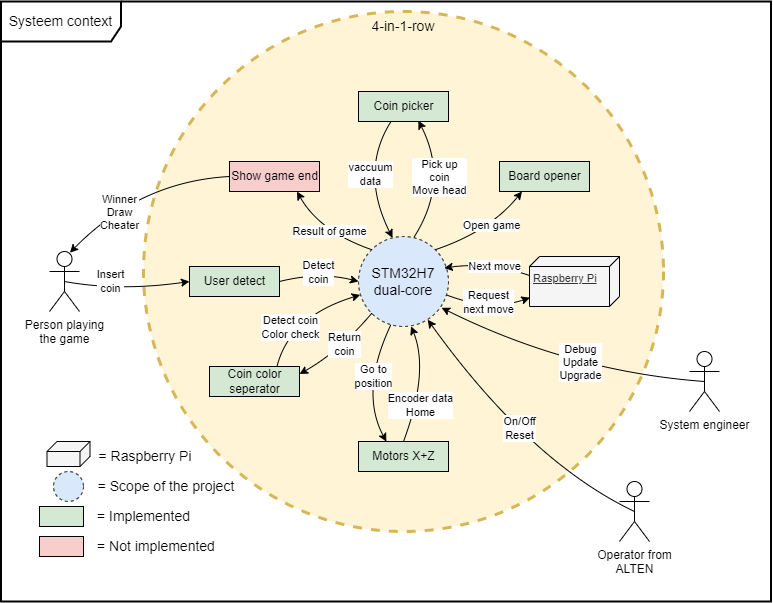 Systeem context
4-in-1-row
Coin picker
Show game end
vaccuum
data
Pick up
coin
Move head
Board opener
Winner
Draw
Cheater
Result of game
Open game
STM32H7
dual-core
Next move
Raspberry Pi
Insert
coin
User detect
Detect
coin
Request
next move
Person playing
the game
Detect coin
Color check
Return
coin
Coin color
seperator
Go to
position
Encoder data
Home
Debug
Update
Upgrade
System engineer
On/Off
Reset
Motors X+Z
= Raspberry Pi
= Scope of the project
= Implemented
= Not implemented
Operator from
ALTEN